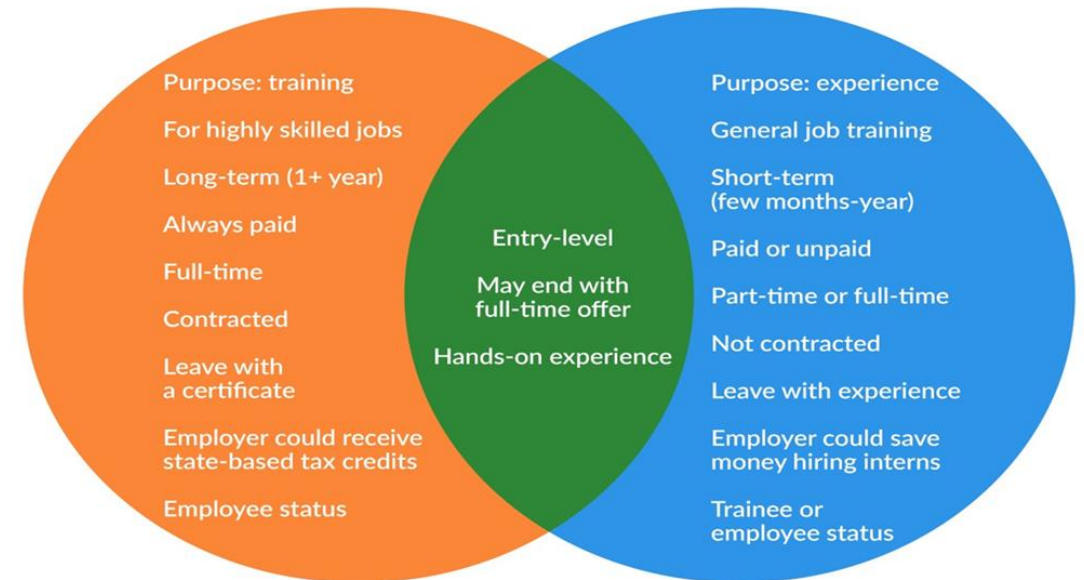 Purpose: training
For highly skilled jobs
Long-term (1+ year)
Always paid
Full-time
Contracted
Leave with
a certificate
Employer could receive
state-based tax credits
Employee status
Entry-level
May end with
full-time offer
Hands-on experience
Purpose: experience
General job training
Short-term
(few months-year)
Paid or unpaid
Part-time or full-time
Not contracted
Leave with experience
Employer could save
money hiring interns
Trainee or
employee status